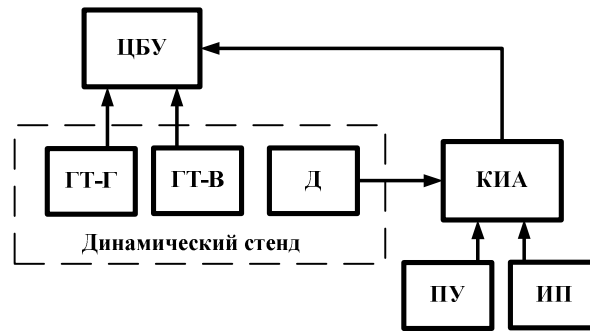 ЦБУ
ГТ-Г
ГТ-В
Д
КИА
Динамический стенд
ПУ
ИП